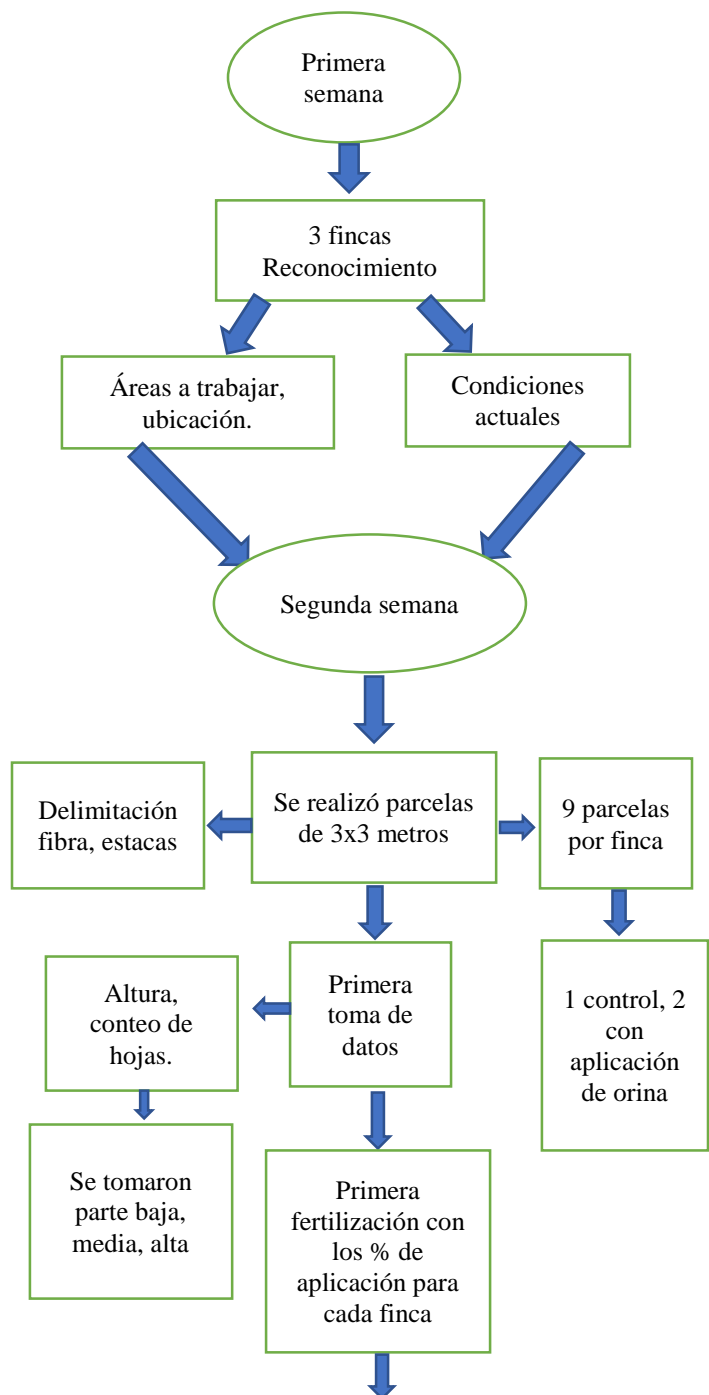 Primera
semana
3 fincas
Reconocimiento
Áreas a trabajar,
ubicación.
Condiciones
actuales
Segunda semana
Delimitación
fibra, estacas
Se realizó parcelas
de 3x3 metros
9 parcelas
por finca
Altura,
conteo de
hojas.
Primera
toma de
datos
1 control, 2
con
aplicación
de orina
Se tomaron
parte baja,
media, alta
Primera
fertilización con
los % de
aplicación para
cada finca